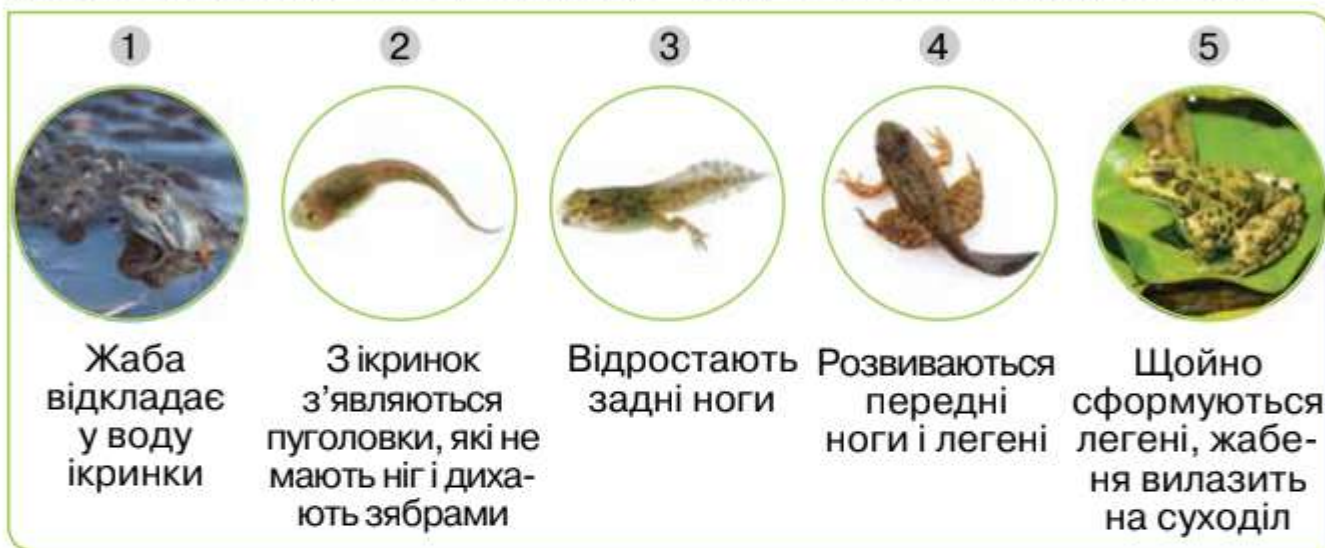 1
2
3
4
5
Жаба
відкладає
у воду
ікринки
З ікринок
з’являються
пуголовки, які не
мають ніг і диха-
ють зябрами
Відростають
задні ноги
Розвиваються
передні
ноги і легені
Щойно
сформуються
легені, жабе-
ня вилазить
на суходіл